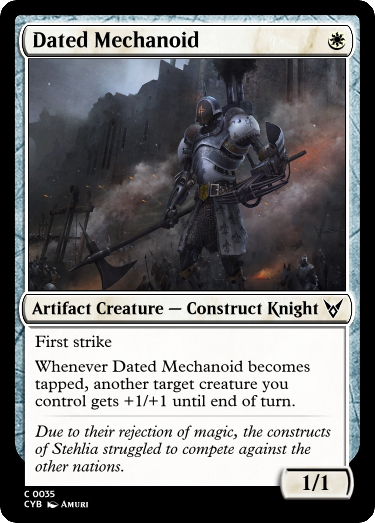 Dated Mechanoid
Artifact Creature — Construct Knight
First strike
Whenever Dated Mechanoid becomes
tapped, another target creature you
control gets +1/+1 until end of turn.
Due to their rejection of magic, the constructs
of Stehlia struggled to compete against the
other nations.
1/1
C 0035
CYB Amuri